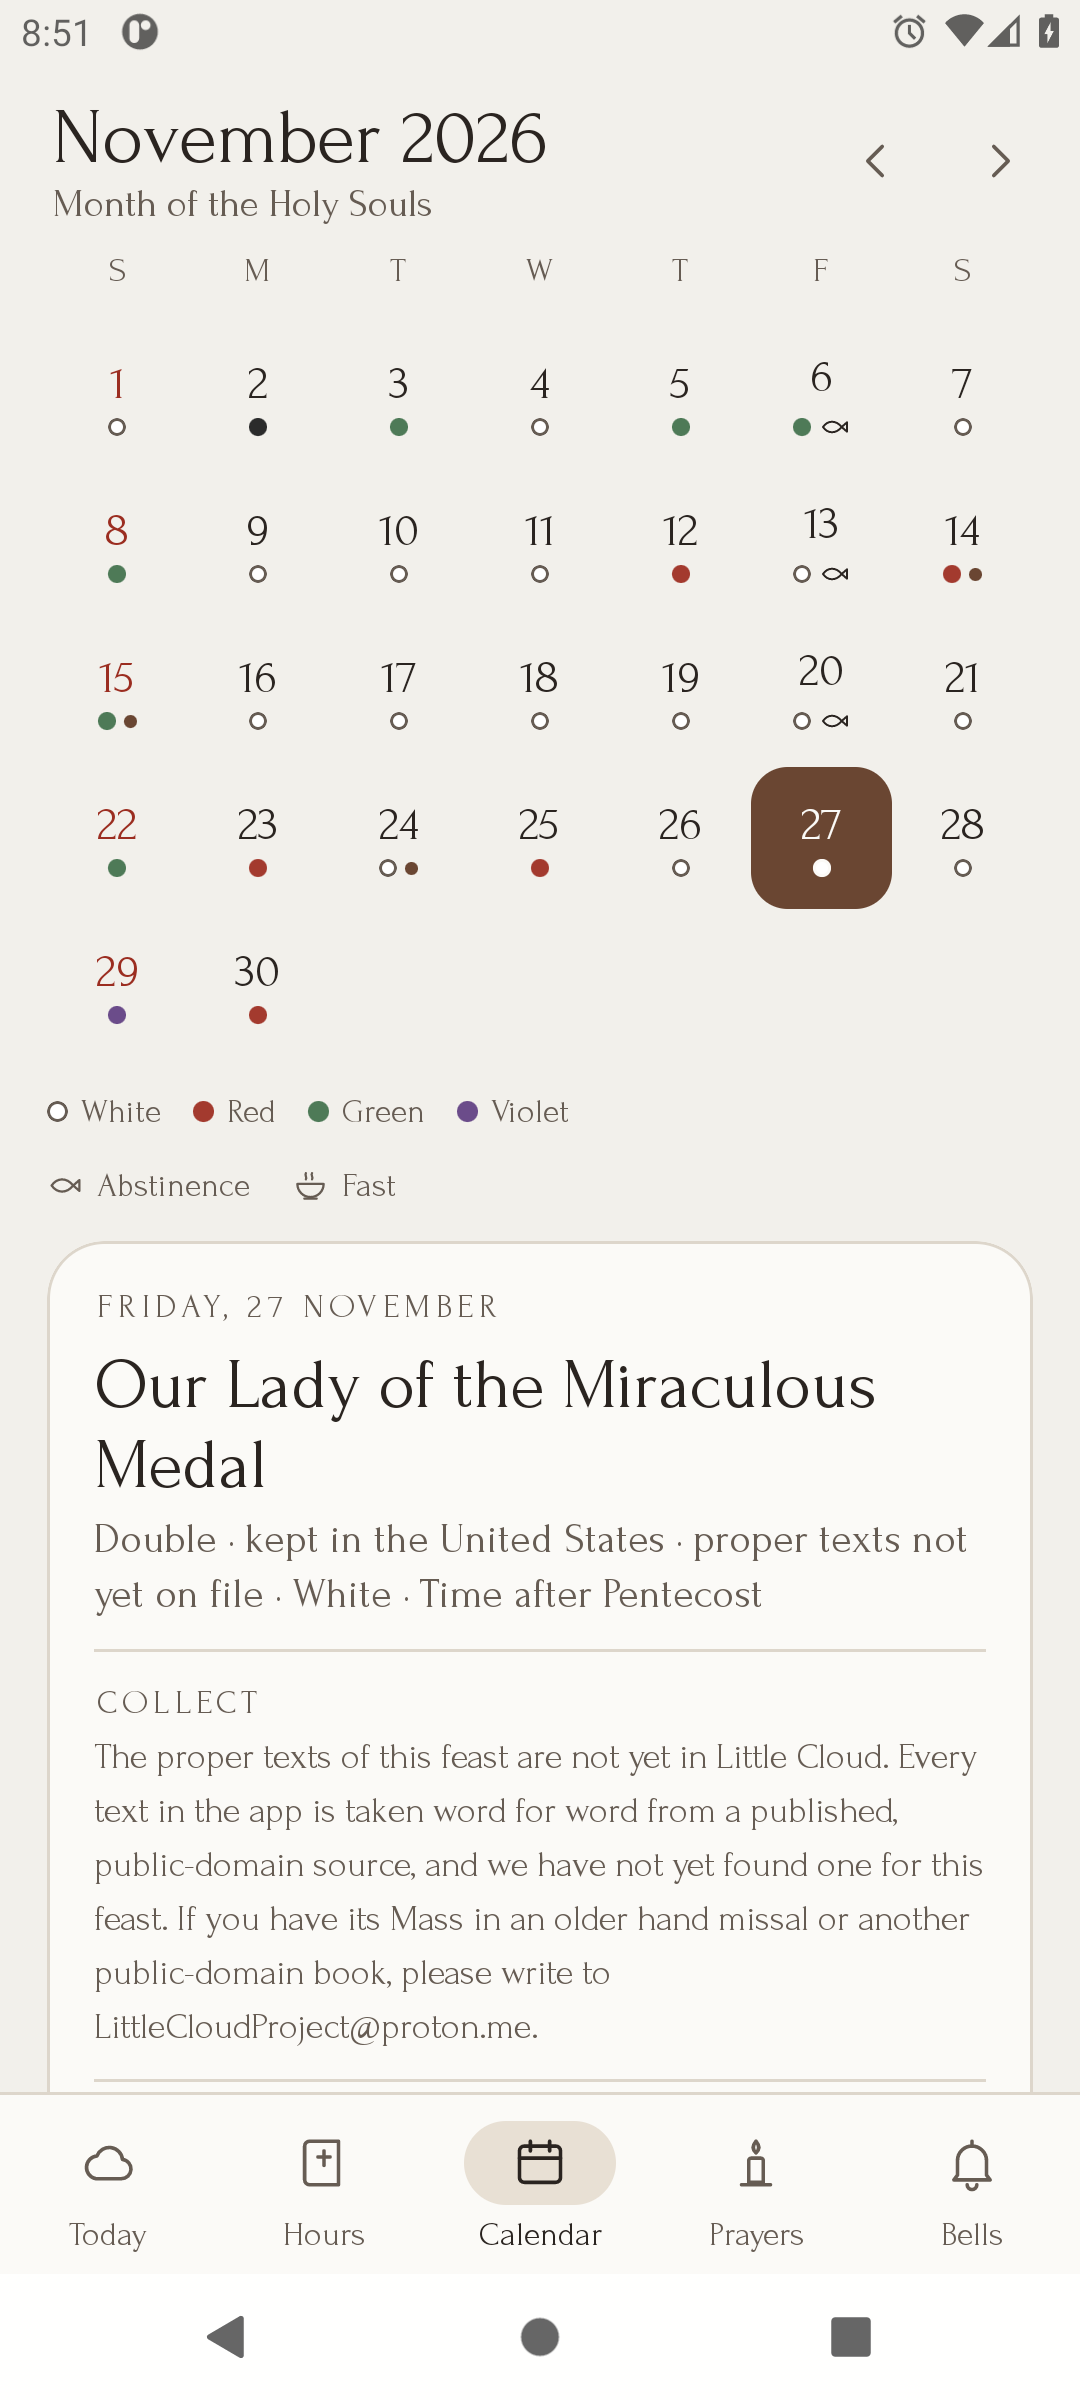 8:51
November 2026
Month of the Holy Souls
S M T W T F S
1 2 3 4 5 6 7
8 9 10 11 12 13 14
15 16 17 18 19 20 21
22 23 24 25 26 27 28
29 30
White Red Green Violet
Abstinence Fast
FRIDAY, 27 NOVEMBER
Our Lady of the Miraculous
Medal
Double · kept in the United States · proper texts not
yet on file · White · Time after Pentecost
COLLECT
The proper texts of this feast are not yet in Little Cloud. Every
text in the app is taken word for word from a published,
public-domain source, and we have not yet found one for this
feast. If you have its Mass in an older hand missal or another
public-domain book, please write to
LittleCloudProject@proton.me.
Today Hours Calendar Prayers Bells